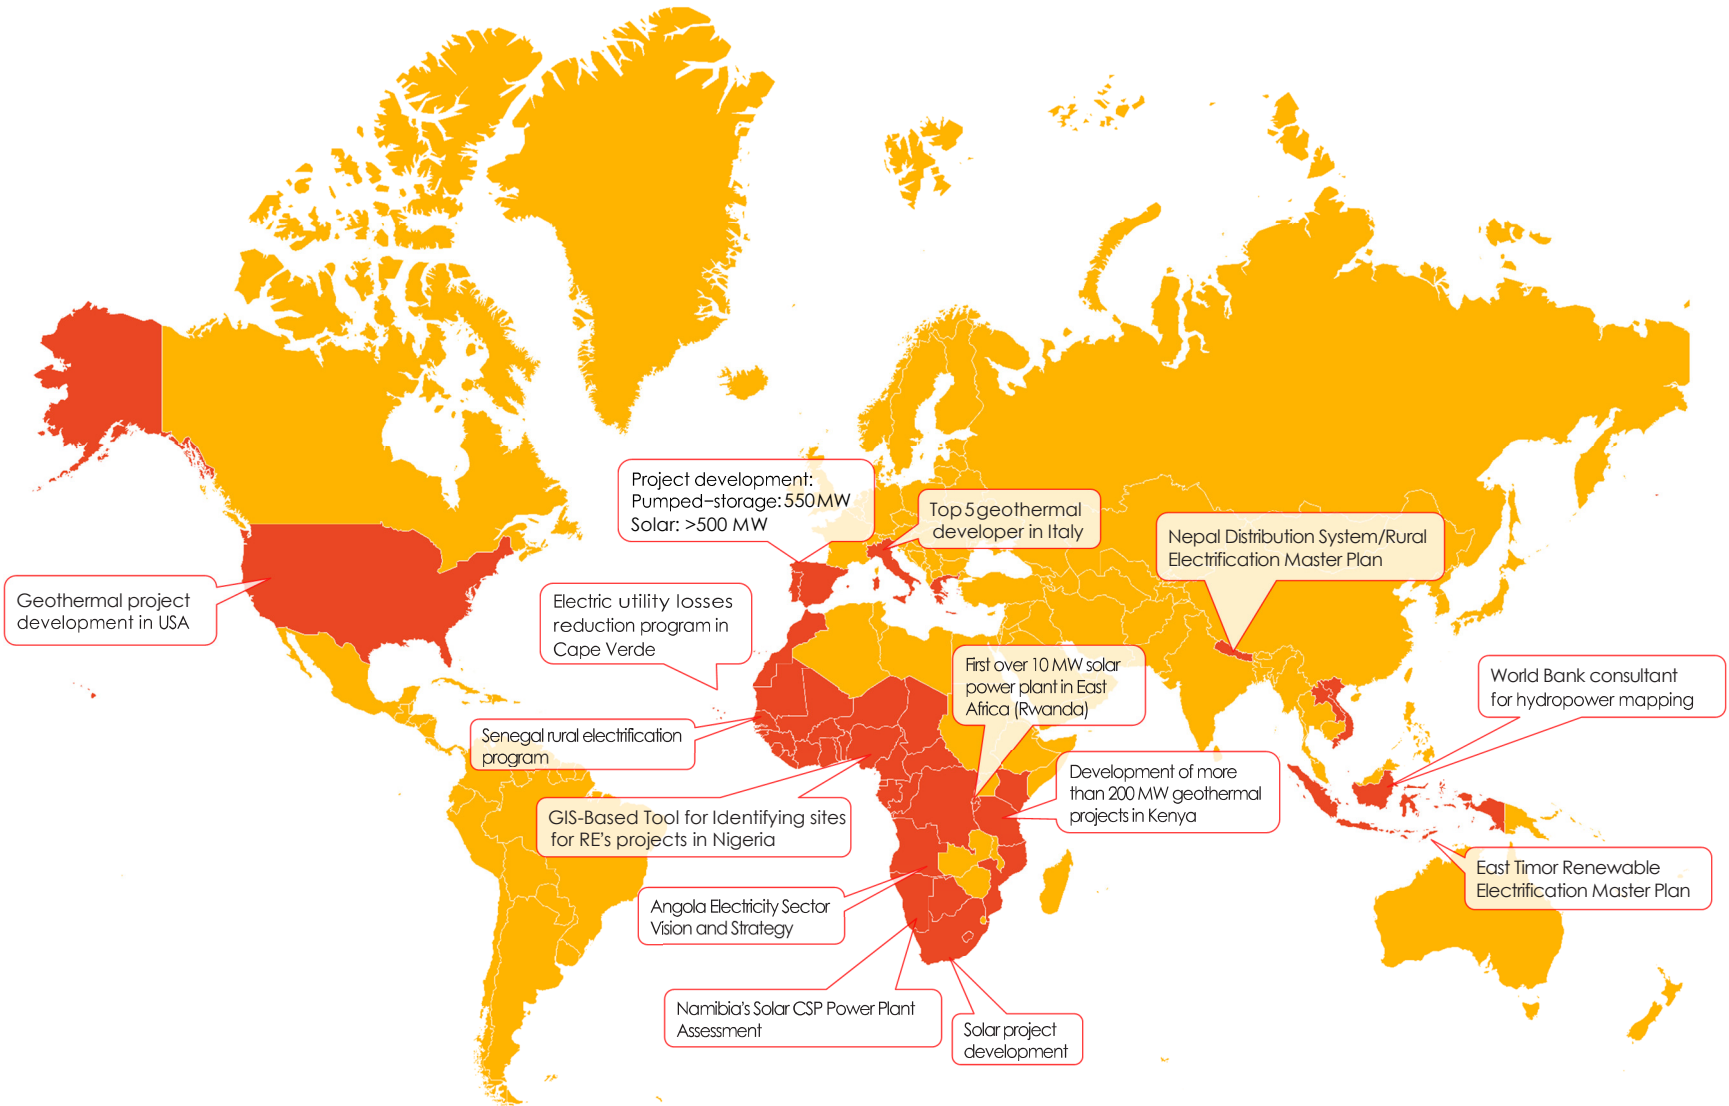 Project development:
Pumped-storage: 550 MW
Solar: >500 MW
Top 5 geothermal
developer in Italy
Nepal Distribution System/Rural
Electrification Master Plan
Geothermal project
development in USA
Electric utility losses
reduction program in
Cape Verde
First over 10 MW solar
power plant in East
Africa (Rwanda)
World Bank consultant
for hydropower mapping
Senegal rural electrification
program
Development of more
than 200 MW geothermal
projects in Kenya
GIS-Based Tool for Identifying sites
for RE's projects in Nigeria
East Timor Renewable
Electrification Master Plan
Angola Electricity Sector
Vision and Strategy
Namibia's Solar CSP Power Plant
Assessment
Solar project
development